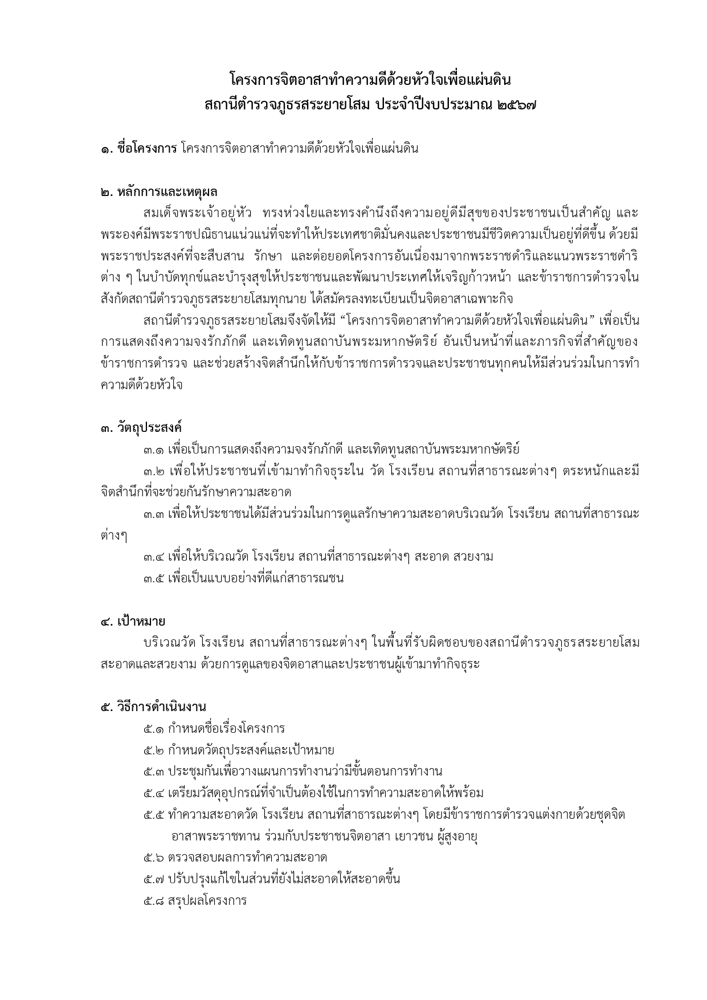 โครงการจิตอาสาทำความดีด้วยหัวใจเพื่อแผ่นดิน
สถานีตำรวจภูธรสระยายโสม ประจำปีงบประมาณ ๒๕๖๗
๑. ชื่อโครงการ โครงการจิตอาสาทำความดีด้วยหัวใจเพื่อแผ่นดิน
๒. หลักการและเหตุผล
สมเด็จพระเจ้าอยู่หัว ทรงห่วงใยและทรงคำนึงถึงความอยู่ดีมีสุขของประชาชนเป็นสำคัญ และ
พระองค์มีพระราชปณิธานแน่วแน่ที่จะทำให้ประเทศชาติมั่นคงและประชาชนมีชีวิตความเป็นอยู่ที่ดีขึ้น ด้วยมี
พระราชประสงค์ที่จะสืบสาน รักษา และต่อยอดโครงการอันเนื่องมาจากพระราชดำริและแนวพระราชดำริ
ต่าง ๆ ในบำบัดทุกข์และบำรุงสุขให้ประชาชนและพัฒนาประเทศให้เจริญก้าวหน้า และข้าราชการตำรวจใน
สังกัดสถานีตำรวจภูธรสระยายโสมทุกนาย ได้สมัครลงทะเบียนเป็นจิตอาสาเฉพาะกิจ
สถานีตำรวจภูธรสระยายโสมจึงจัดให้มี “โครงการจิตอาสาทำความดีด้วยหัวใจเพื่อแผ่นดิน” เพื่อเป็น
การแสดงถึงความจงรักภักดี และเทิดทูนสถาบันพระมหากษัตริย์ อันเป็นหน้าที่และภารกิจที่สำคัญของ
ข้าราชการตำรวจ และช่วยสร้างจิตสำนึกให้กับข้าราชการตำรวจและประชาชนทุกคนให้มีส่วนร่วมในการทำ
ความดีด้วยหัวใจ
๓. วัตถุประสงค์
๓.๑ เพื่อเป็นการแสดงถึงความจงรักภักดี และเทิดทูนสถาบันพระมหากษัตริย์
๓.๒ เพื่อให้ประชาชนที่เข้ามาทำกิจธุระใน วัด โรงเรียน สถานที่สาธารณะต่างๆ ตระหนักและมี
จิตสำนึกที่จะช่วยกันรักษาความสะอาด
๓.๓ เพื่อให้ประชาชนได้มีส่วนร่วมในการดูแลรักษาความสะอาดบริเวณวัด โรงเรียน สถานที่สาธารณะ
ต่างๆ
๓.๔ เพื่อให้บริเวณวัด โรงเรียน สถานที่สาธารณะต่างๆ สะอาด สวยงาม
๓.๕ เพื่อเป็นแบบอย่างที่ดีแก่สาธารณชน
๔. เป้าหมาย
บริเวณวัด โรงเรียน สถานที่สาธารณะต่างๆ ในพื้นที่รับผิดชอบของสถานีตำรวจภูธรสระยายโสม
สะอาดและสวยงาม ด้วยการดูแลของจิตอาสาและประชาชนผู้เข้ามาทำกิจธุระ
๕. วิธีการดำเนินงาน
๕.๑ กำหนดชื่อเรื่องโครงการ
๕.๒ กำหนดวัตถุประสงค์และเป้าหมาย
๕.๓ ประชุมกันเพื่อวางแผนการทำงานว่ามีขั้นตอนการทำงาน
๕.๔ เตรียมวัสดุอุปกรณ์ที่จำเป็นต้องใช้ในการทำความสะอาดให้พร้อม
๕.๕ ทำความสะอาดวัด โรงเรียน สถานที่สาธารณะต่างๆ โดยมีข้าราชการตำรวจแต่งกายด้วยชุดจิต
อาสาพระราชทาน ร่วมกับประชาชนจิตอาสา เยาวชน ผู้สูงอายุ
๕.๖ ตรวจสอบผลการทำความสะอาด
๕.๗ ปรับปรุงแก้ไขในส่วนที่ยังไม่สะอาดให้สะอาดขึ้น
๕.๘ สรุปผลโครงการ